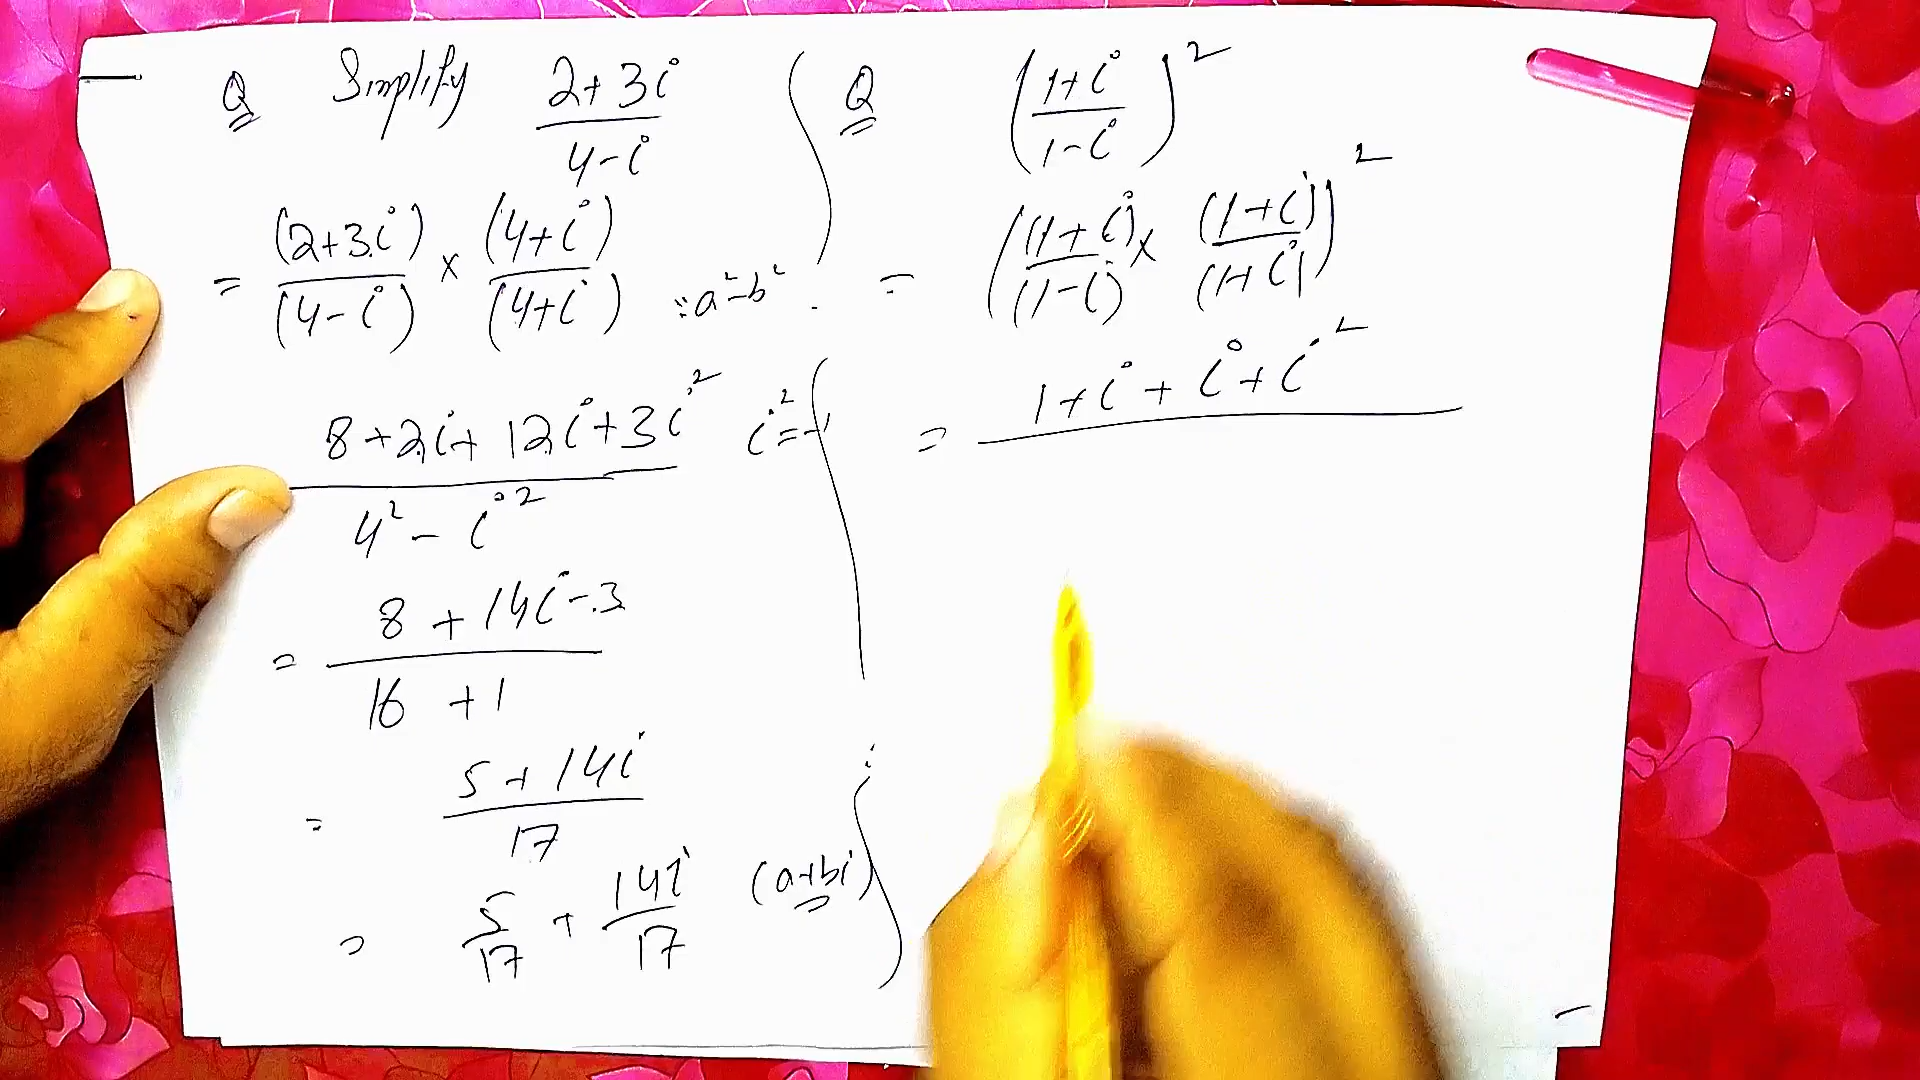 Q Simplify 2+3i
4-i
= (2+3i) × (4+i)
(4-i) (4+i) ∵ a²-b²
8+2i+12i+3i² i²=-1
4²-i²
= 8+14i-3
16+1
= 5+14i
17
= 5 + 14i (a+bi)
17 17
Q (1+i)²
1-i
= ((1+i) × (1+i))²
(1-i) (1+i)
= 1+i+i+i²